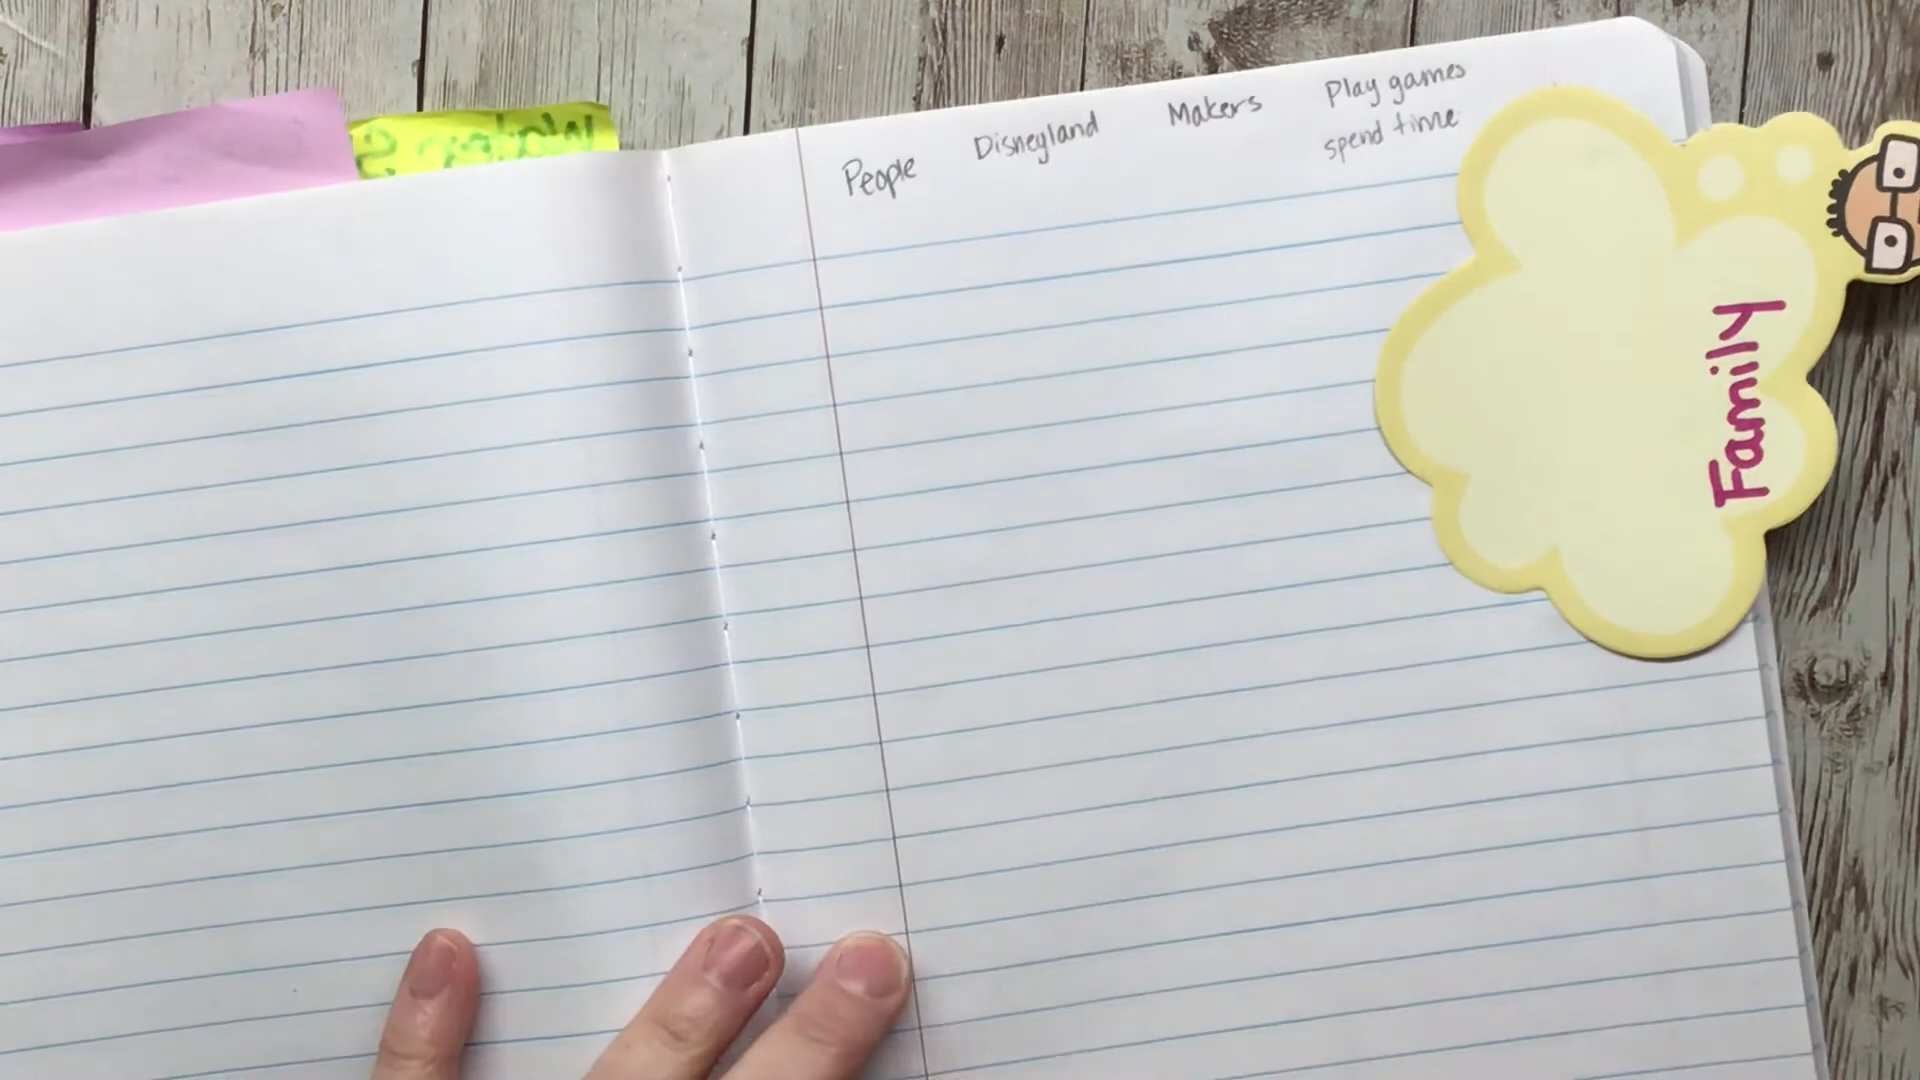 People
Disneyland
Makers
Play games
spend time
Family